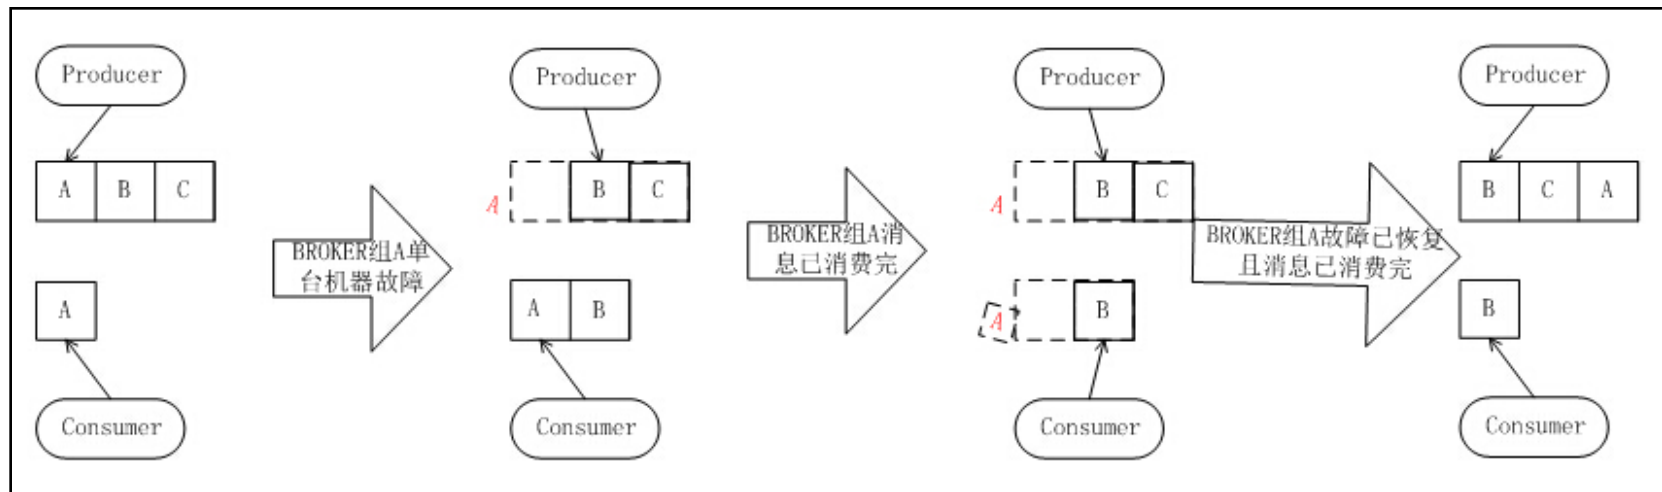 Producer
A B C
A
Consumer
BROKER组A单
台机器故障
Producer
A B C
A B
Consumer
BROKER组A消
息已消费完
Producer
A B C
A B
Consumer
BROKER组A故障已恢复
且消息已消费完
Producer
B C A
B
Consumer